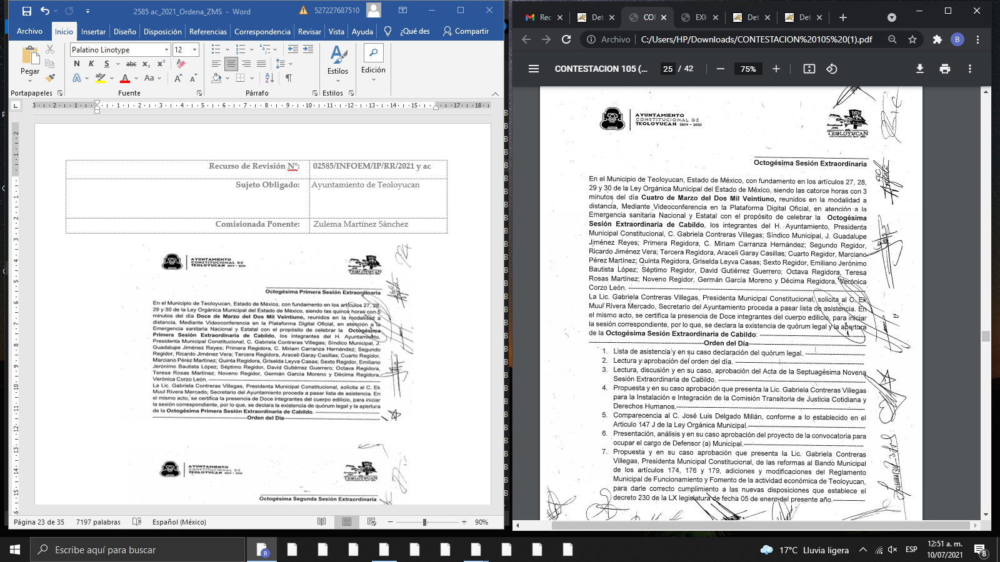 2585 ac_2021_Ordena_ZMS - Word
527227687510
Archivo
Inicio
Insertar
Diseño
Disposición
Referencias
Correspondencia
Revisar
Vista
Ayuda
¿Qué des
Compartir
Pegar
Palatino Linotype
12
N K S abc x₂ x²
A ab A Aa A A
Estilos
Edición
Portapapeles
Fuente
Párrafo
Estilos
Recurso de Revisión N°: 02585/INFOEM/IP/RR/2021 y ac
Sujeto Obligado: Ayuntamiento de Teoloyucan
Comisionada Ponente: Zulema Martínez Sánchez
AYUNTAMIENTO
CONSTITUCIONAL DE
TEOLOYUCAN 2019 - 2021
TEOLOYUCAN
Octogésima Primera Sesión Extraordinaria
En el Municipio de Teoloyucan, Estado de México, con fundamento en los artículos 27, 28,
29 y 30 de la Ley Orgánica Municipal del Estado de México, siendo las quince horas con 5
minutos del día Doce de Marzo del Dos Mil Veintiuno, reunidos en la modalidad a
distancia, Mediante Videoconferencia en la Plataforma Digital Oficial, en atención a la
Emergencia sanitaria Nacional y Estatal con el propósito de celebrar la Octogésima
Primera Sesión Extraordinaria de Cabildo, los integrantes del H. Ayuntamiento,
Presidenta Municipal Constitucional, C. Gabriela Contreras Villegas; Síndico Municipal, J.
Guadalupe Jiménez Reyes; Primera Regidora, C. Miriam Carranza Hernández; Segundo
Regidor, Ricardo Jiménez Vera; Tercera Regidora, Araceli Garay Casillas; Cuarto Regidor,
Marciano Pérez Martínez; Quinta Regidora, Griselda Leyva Casas; Sexto Regidor, Emiliano
Jerónimo Bautista López; Séptimo Regidor, David Gutiérrez Guerrero; Octava Regidora,
Teresa Rosas Martínez; Noveno Regidor, Germán García Moreno y Décima Regidora,
Verónica Corzo León.
La Lic. Gabriela Contreras Villegas, Presidenta Municipal Constitucional, solicita al C. Ek
Muul Rivera Mercado, Secretario del Ayuntamiento proceda a pasar lista de asistencia. En
el mismo acto, se certifica la presencia de Doce integrantes del cuerpo edilicio, para iniciar
la sesión correspondiente, por lo que, se declara la existencia de quórum legal y la apertura
de la Octogésima Primera Sesión Extraordinaria de Cabildo.
Orden del Día
AYUNTAMIENTO
CONSTITUCIONAL DE
TEOLOYUCAN 2019 - 2021
TEOLOYUCAN
Octogésima Segunda Sesión Extraordinaria
Página 23 de 35
7197 palabras
Español (México)
90%
Rec
Det
CO
EXH
Det
Det
Archivo
C:/Users/HP/Downloads/CONTESTACION%20105%20(1).pdf
B
CONTESTACION 105 (...
25 / 42
75%
AYUNTAMIENTO
CONSTITUCIONAL DE
TEOLOYUCAN 2019 - 2021
TEOLOYUCAN
AYUNTAMIENTO 2019 - 2021
Octogésima Sesión Extraordinaria
En el Municipio de Teoloyucan, Estado de México, con fundamento en los artículos 27, 28,
29 y 30 de la Ley Orgánica Municipal del Estado de México, siendo las catorce horas con 3
minutos del día Cuatro de Marzo del Dos Mil Veintiuno, reunidos en la modalidad a
distancia, Mediante Videoconferencia en la Plataforma Digital Oficial, en atención a la
Emergencia sanitaria Nacional y Estatal con el propósito de celebrar la Octogésima
Sesión Extraordinaria de Cabildo, los integrantes del H. Ayuntamiento, Presidenta
Municipal Constitucional, C. Gabriela Contreras Villegas; Síndico Municipal, J. Guadalupe
Jiménez Reyes; Primera Regidora, C. Miriam Carranza Hernández; Segundo Regidor,
Ricardo Jiménez Vera; Tercera Regidora, Araceli Garay Casillas; Cuarto Regidor, Marciano
Pérez Martínez; Quinta Regidora, Griselda Leyva Casas; Sexto Regidor, Emiliano Jerónimo
Bautista López; Séptimo Regidor, David Gutiérrez Guerrero; Octava Regidora, Teresa
Rosas Martínez; Noveno Regidor, Germán García Moreno y Décima Regidora, Verónica
Corzo León.
La Lic. Gabriela Contreras Villegas, Presidenta Municipal Constitucional, solicita al C. Ek
Muul Rivera Mercado, Secretario del Ayuntamiento proceda a pasar lista de asistencia. En
el mismo acto, se certifica la presencia de Doce integrantes del cuerpo edilicio, para iniciar
la sesión correspondiente, por lo que, se declara la existencia de quórum legal y la apertura
de la Octogésima Sesión Extraordinaria de Cabildo:
Orden del Día
1. Lista de asistencia y en su caso declaración del quórum legal.
2. Lectura y aprobación del orden del día.
3. Lectura, discusión y en su caso, aprobación del Acta de la Septuagésima Novena
Sesión Extraordinaria de Cabildo.
4. Propuesta y en su caso aprobación que presenta la Lic. Gabriela Contreras Villegas
para la Instalación e Integración de la Comisión Transitoria de Justicia Cotidiana y
Derechos Humanos.
5. Comparecencia al C. José Luis Delgado Millán, conforme a lo establecido en el
Articulo 147 J de la Ley Orgánica Municipal.
6. Presentación, análisis y en su caso aprobación del proyecto de la convocatoria para
ocupar el cargo de Defensor (a) Municipal.
7. Propuesta y en su caso aprobación que presenta la Lic. Gabriela Contreras
Villegas, Presidenta Municipal Constitucional, de las reformas al Bando Municipal
de los artículos 174, 176 y 179, adiciones y modificaciones del Reglamento
Municipal de Funcionamiento y Fomento de la actividad económica de Teoloyucan,
para darle correcto cumplimiento a las nuevas disposiciones que establece el
decreto 230 de la LX legislatura de fecha 05 de enero del presente año.
Escribe aquí para buscar
17°C Lluvia ligera
ESP
12:51 a. m.
10/07/2021
8